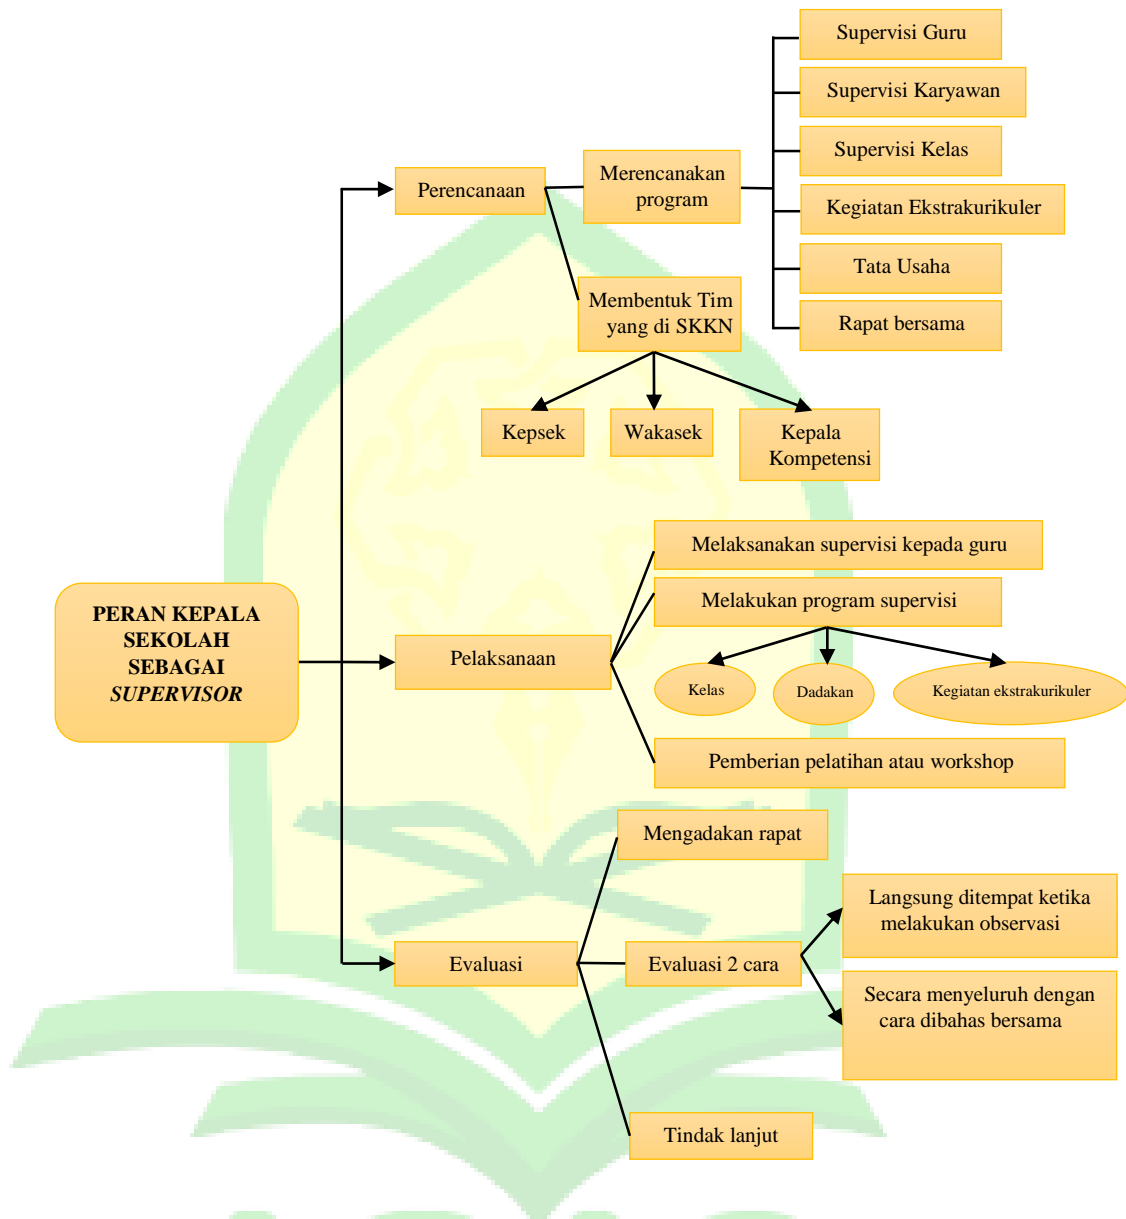 Supervisi Guru
Supervisi Karyawan
Supervisi Kelas
Kegiatan Ekstrakurikuler
Tata Usaha
Rapat bersama
Merencanakan
program
Perencanaan
Membentuk Tim
yang di SKKN
Kepsek
Wakasek
Kepala
Kompetensi
PERAN KEPALA
SEKOLAH
SEBAGAI
SUPERVISOR
Pelaksanaan
Melaksanakan supervisi kepada guru
Melakukan program supervisi
Kelas
Dadakan
Kegiatan ekstrakurikuler
Pemberian pelatihan atau workshop
Mengadakan rapat
Evaluasi
Evaluasi 2 cara
Langsung ditempat ketika
melakukan observasi
Secara menyeluruh dengan
cara dibahas bersama
Tindak lanjut